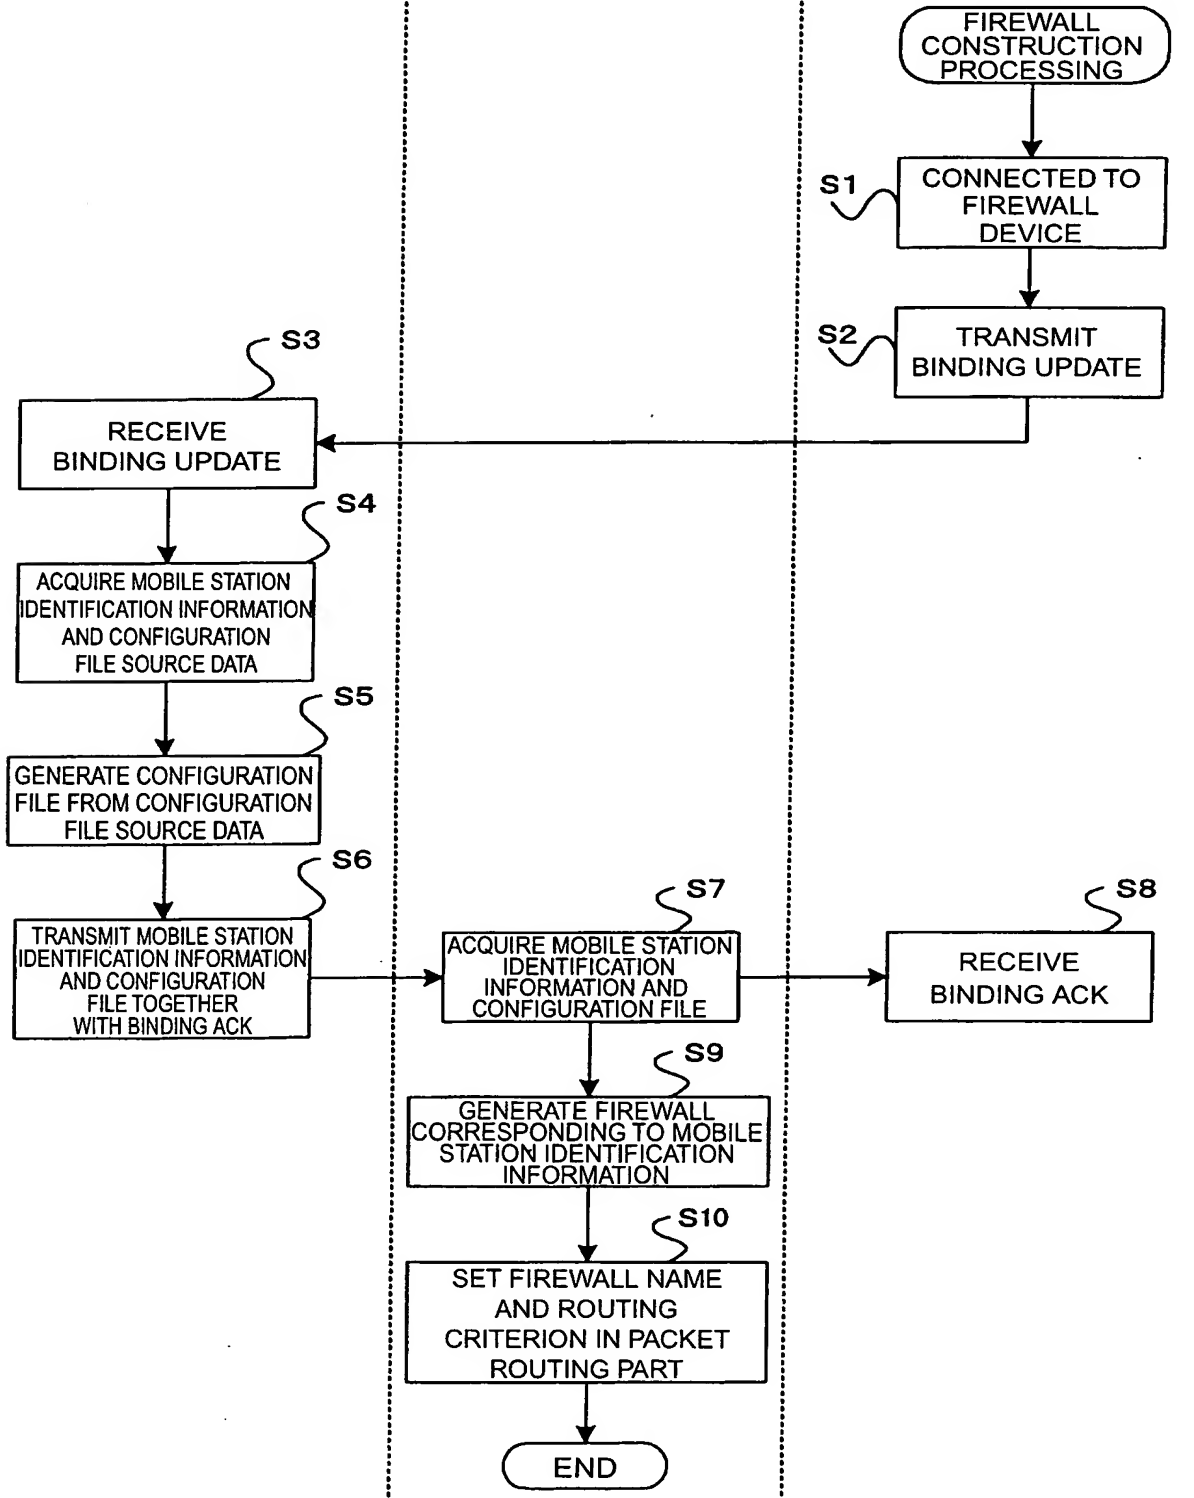 FIREWALL
CONSTRUCTION
PROCESSING
S1
CONNECTED TO
FIREWALL
DEVICE
S2
TRANSMIT
BINDING UPDATE
S3
RECEIVE
BINDING UPDATE
S4
ACQUIRE MOBILE STATION
IDENTIFICATION INFORMATION
AND CONFIGURATION
FILE SOURCE DATA
S5
GENERATE CONFIGURATION
FILE FROM CONFIGURATION
FILE SOURCE DATA
S6
TRANSMIT MOBILE STATION
IDENTIFICATION INFORMATION
AND CONFIGURATION
FILE TOGETHER
WITH BINDING ACK
S7
ACQUIRE MOBILE STATION
IDENTIFICATION
INFORMATION AND
CONFIGURATION FILE
S8
RECEIVE
BINDING ACK
S9
GENERATE FIREWALL
CORRESPONDING TO MOBILE
STATION IDENTIFICATION
INFORMATION
S10
SET FIREWALL NAME
AND ROUTING
CRITERION IN PACKET
ROUTING PART
END